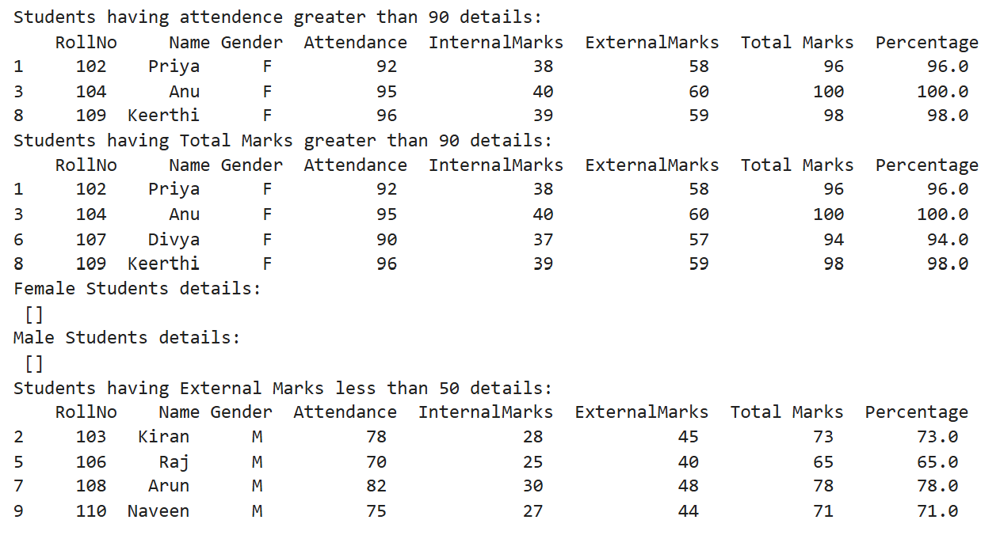 Students having attendence greater than 90 details:
    RollNo     Name Gender  Attendance  InternalMarks  ExternalMarks  Total Marks  Percentage
1     102    Priya      F          92             38             58           96        96.0
3     104      Anu      F          95             40             60          100       100.0
8     109  Keerthi      F          96             39             59           98        98.0
Students having Total Marks greater than 90 details:
    RollNo     Name Gender  Attendance  InternalMarks  ExternalMarks  Total Marks  Percentage
1     102    Priya      F          92             38             58           96        96.0
3     104      Anu      F          95             40             60          100       100.0
6     107    Divya      F          90             37             57           94        94.0
8     109  Keerthi      F          96             39             59           98        98.0
Female Students details:
 []
Male Students details:
 []
Students having External Marks less than 50 details:
    RollNo    Name Gender  Attendance  InternalMarks  ExternalMarks  Total Marks  Percentage
2     103   Kiran      M          78             28             45           73        73.0
5     106     Raj      M          70             25             40           65        65.0
7     108    Arun      M          82             30             48           78        78.0
9     110  Naveen      M          75             27             44           71        71.0